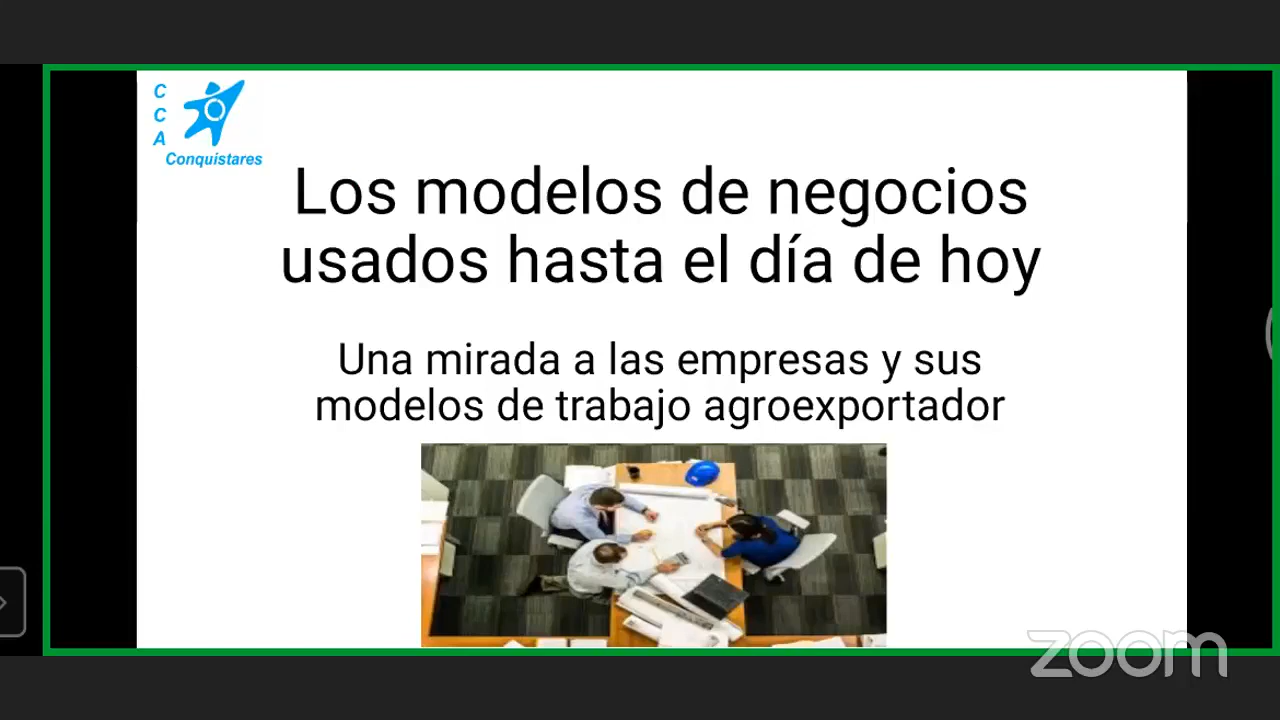 C
C
A
Conquistares
Los modelos de negocios
usados hasta el día de hoy
Una mirada a las empresas y sus
modelos de trabajo agroexportador
zoom